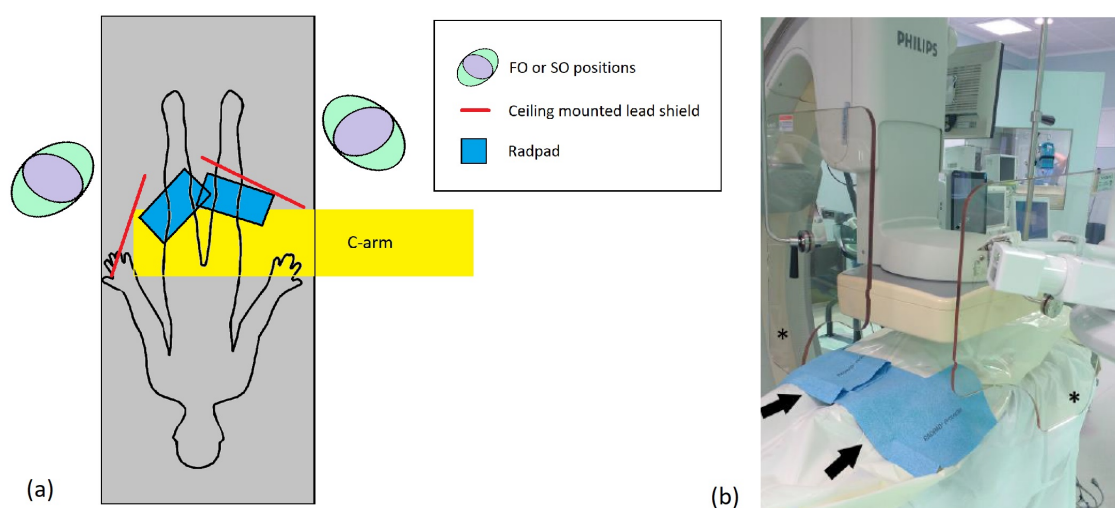 FO or SO positions
Ceiling mounted lead shield
Radpad
C-arm
(a)
PHILIPS
*
*
(b)